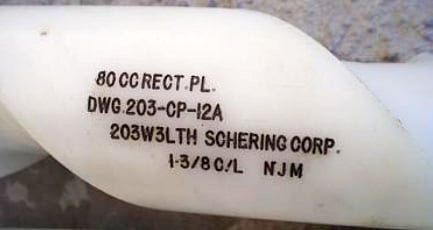 80 CC RECT. PL.
DWG. 203-CP-12A
203W3LTH SCHERING CORP.
1-3/8 C/L NJM